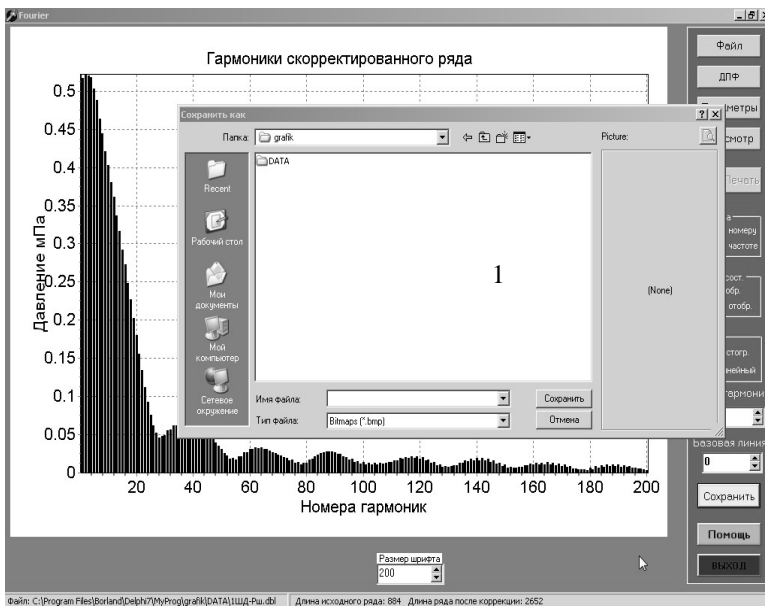 Fourier
Гармоники скорректированного ряда
0.5
0.45
0.4
0.35
0.3
0.25
0.2
0.15
0.1
0.05
0
Давление мПа
20
40
60
80
100
120
140
160
180
200
Номера гармоник
Сохранить как
Папка:
grafik
Picture:
DATA
Recent
Рабочий стол
Мои
документы
Мой
компьютер
Сетевое
окружение
1
(None)
Имя файла:
Сохранить
Тип файла:
Bitmaps (*.bmp)
Отмена
Файл
ДПФ
метры
смотр
Печать
а
номеру
частоте
сост.
обр.
отобр.
стогр.
нейный
гармони
Базовая линия
0
Сохранить
Помощь
ВЫХОД
Размер шрифта
200
Файл: C:\Program Files\Borland\Delphi7\MyProg\grafik\DATA\1ШД-Рш.dbl
Длина исходного ряда: 884 Длина ряда после коррекции: 2652